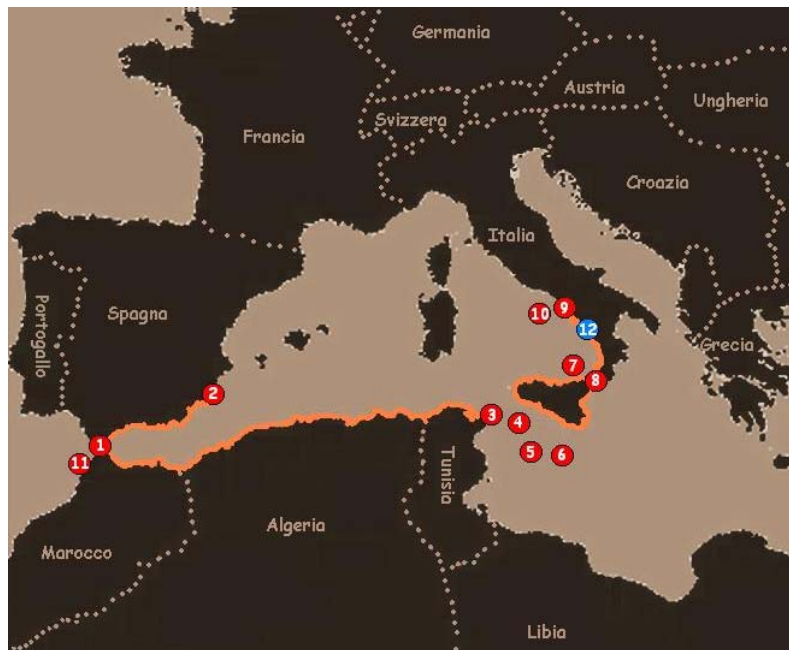 Germania
Austria
Ungheria
Svizzera
Francia
Croazia
Italia
Portogallo
Spagna
10
9
12
Grecia
7
8
2
3
4
1
5
6
11
Tunisia
Algeria
Marocco
Libia